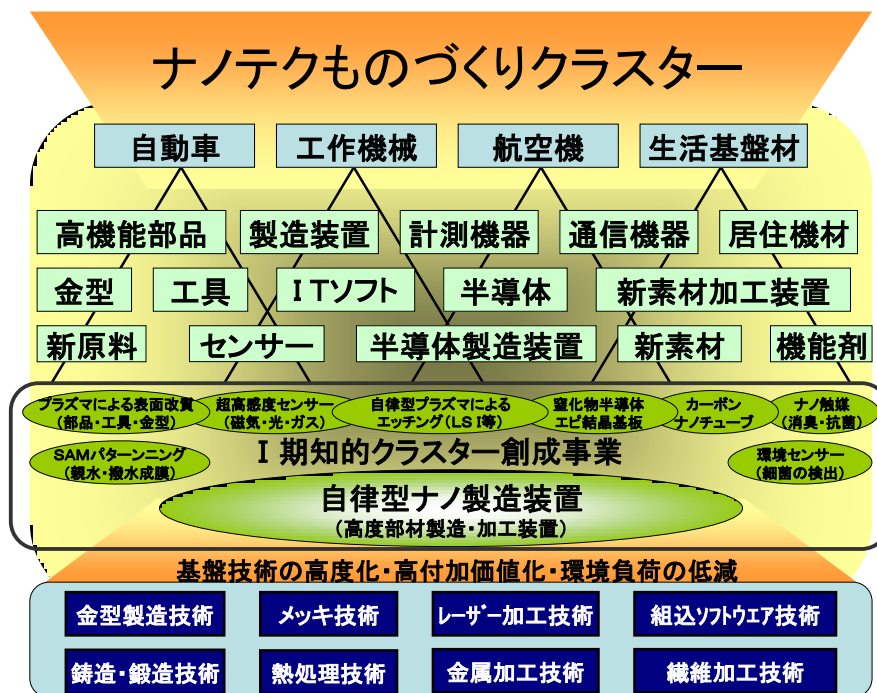 ナノテクものづくりクラスター
自動車
工作機械
航空機
生活基盤材
高機能部品
製造装置
計測機器
通信機器
居住機材
金型
工具
ITソフト
半導体
新素材加工装置
新原料
センサー
半導体製造装置
新素材
機能剤
プラズマによる表面改質
(部品・工具・金型)
超高感度センサー
(磁気・光・ガス)
自律型プラズマによる
エッチング(LSI等)
窒化物半導体
エピ結晶基板
カーボン
ナノチューブ
ナノ触媒
(消臭・抗菌)
SAMパターンニング
(親水・撥水成膜)
I期知的クラスター創成事業
環境センサー
(細菌の検出)
自律型ナノ製造装置
(高度部材製造・加工装置)
基盤技術の高度化・高付加価値化・環境負荷の低減
金型製造技術
メッキ技術
レーザー加工技術
組込ソフトウエア技術
鋳造・鍛造技術
熱処理技術
金属加工技術
繊維加工技術